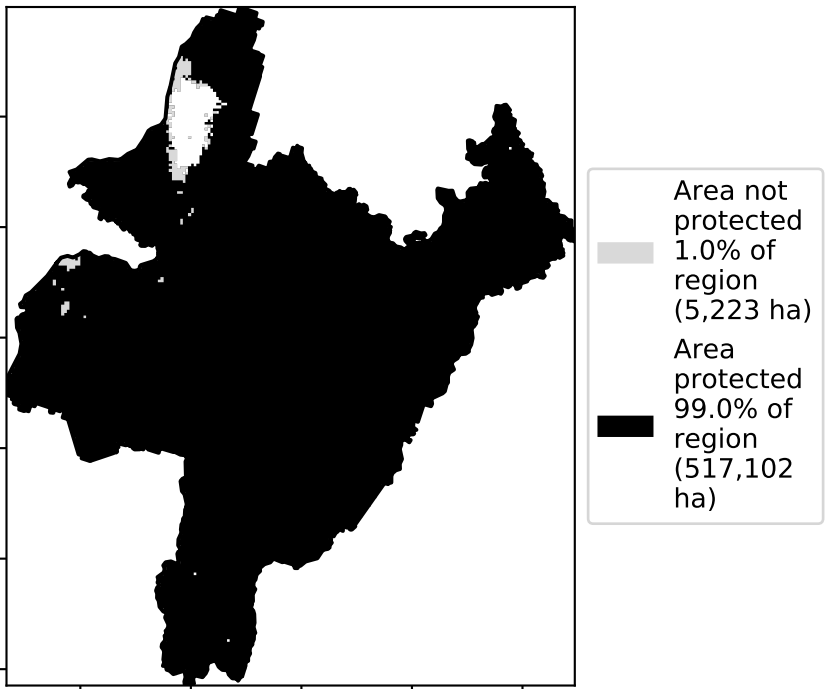 Area not
protected
1.0% of
region
(5,223 ha)
Area
protected
99.0% of
region
(517,102
ha)